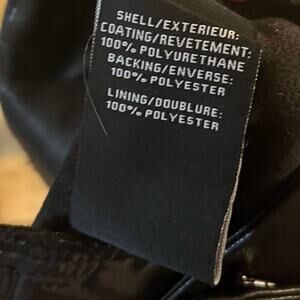 SHELL/EXTERIEUR:
COATING/REVETEMENT:
100% POLYURETHANE
BACKING/ENVERSE:
100% POLYESTER
LINING/DOUBLURE:
100% POLYESTER